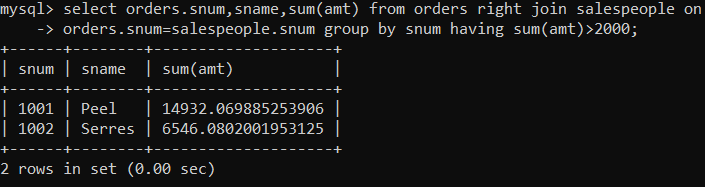 mysql> select orders.snum,sname,sum(amt) from orders right join salespeople on
    -> orders.snum=salespeople.snum group by snum having sum(amt)>2000;
+------+--------+--------------------+
| snum | sname  | sum(amt)           |
+------+--------+--------------------+
| 1001 | Peel   | 14932.069885253906 |
| 1002 | Serres | 6546.0802001953125 |
+------+--------+--------------------+
2 rows in set (0.00 sec)